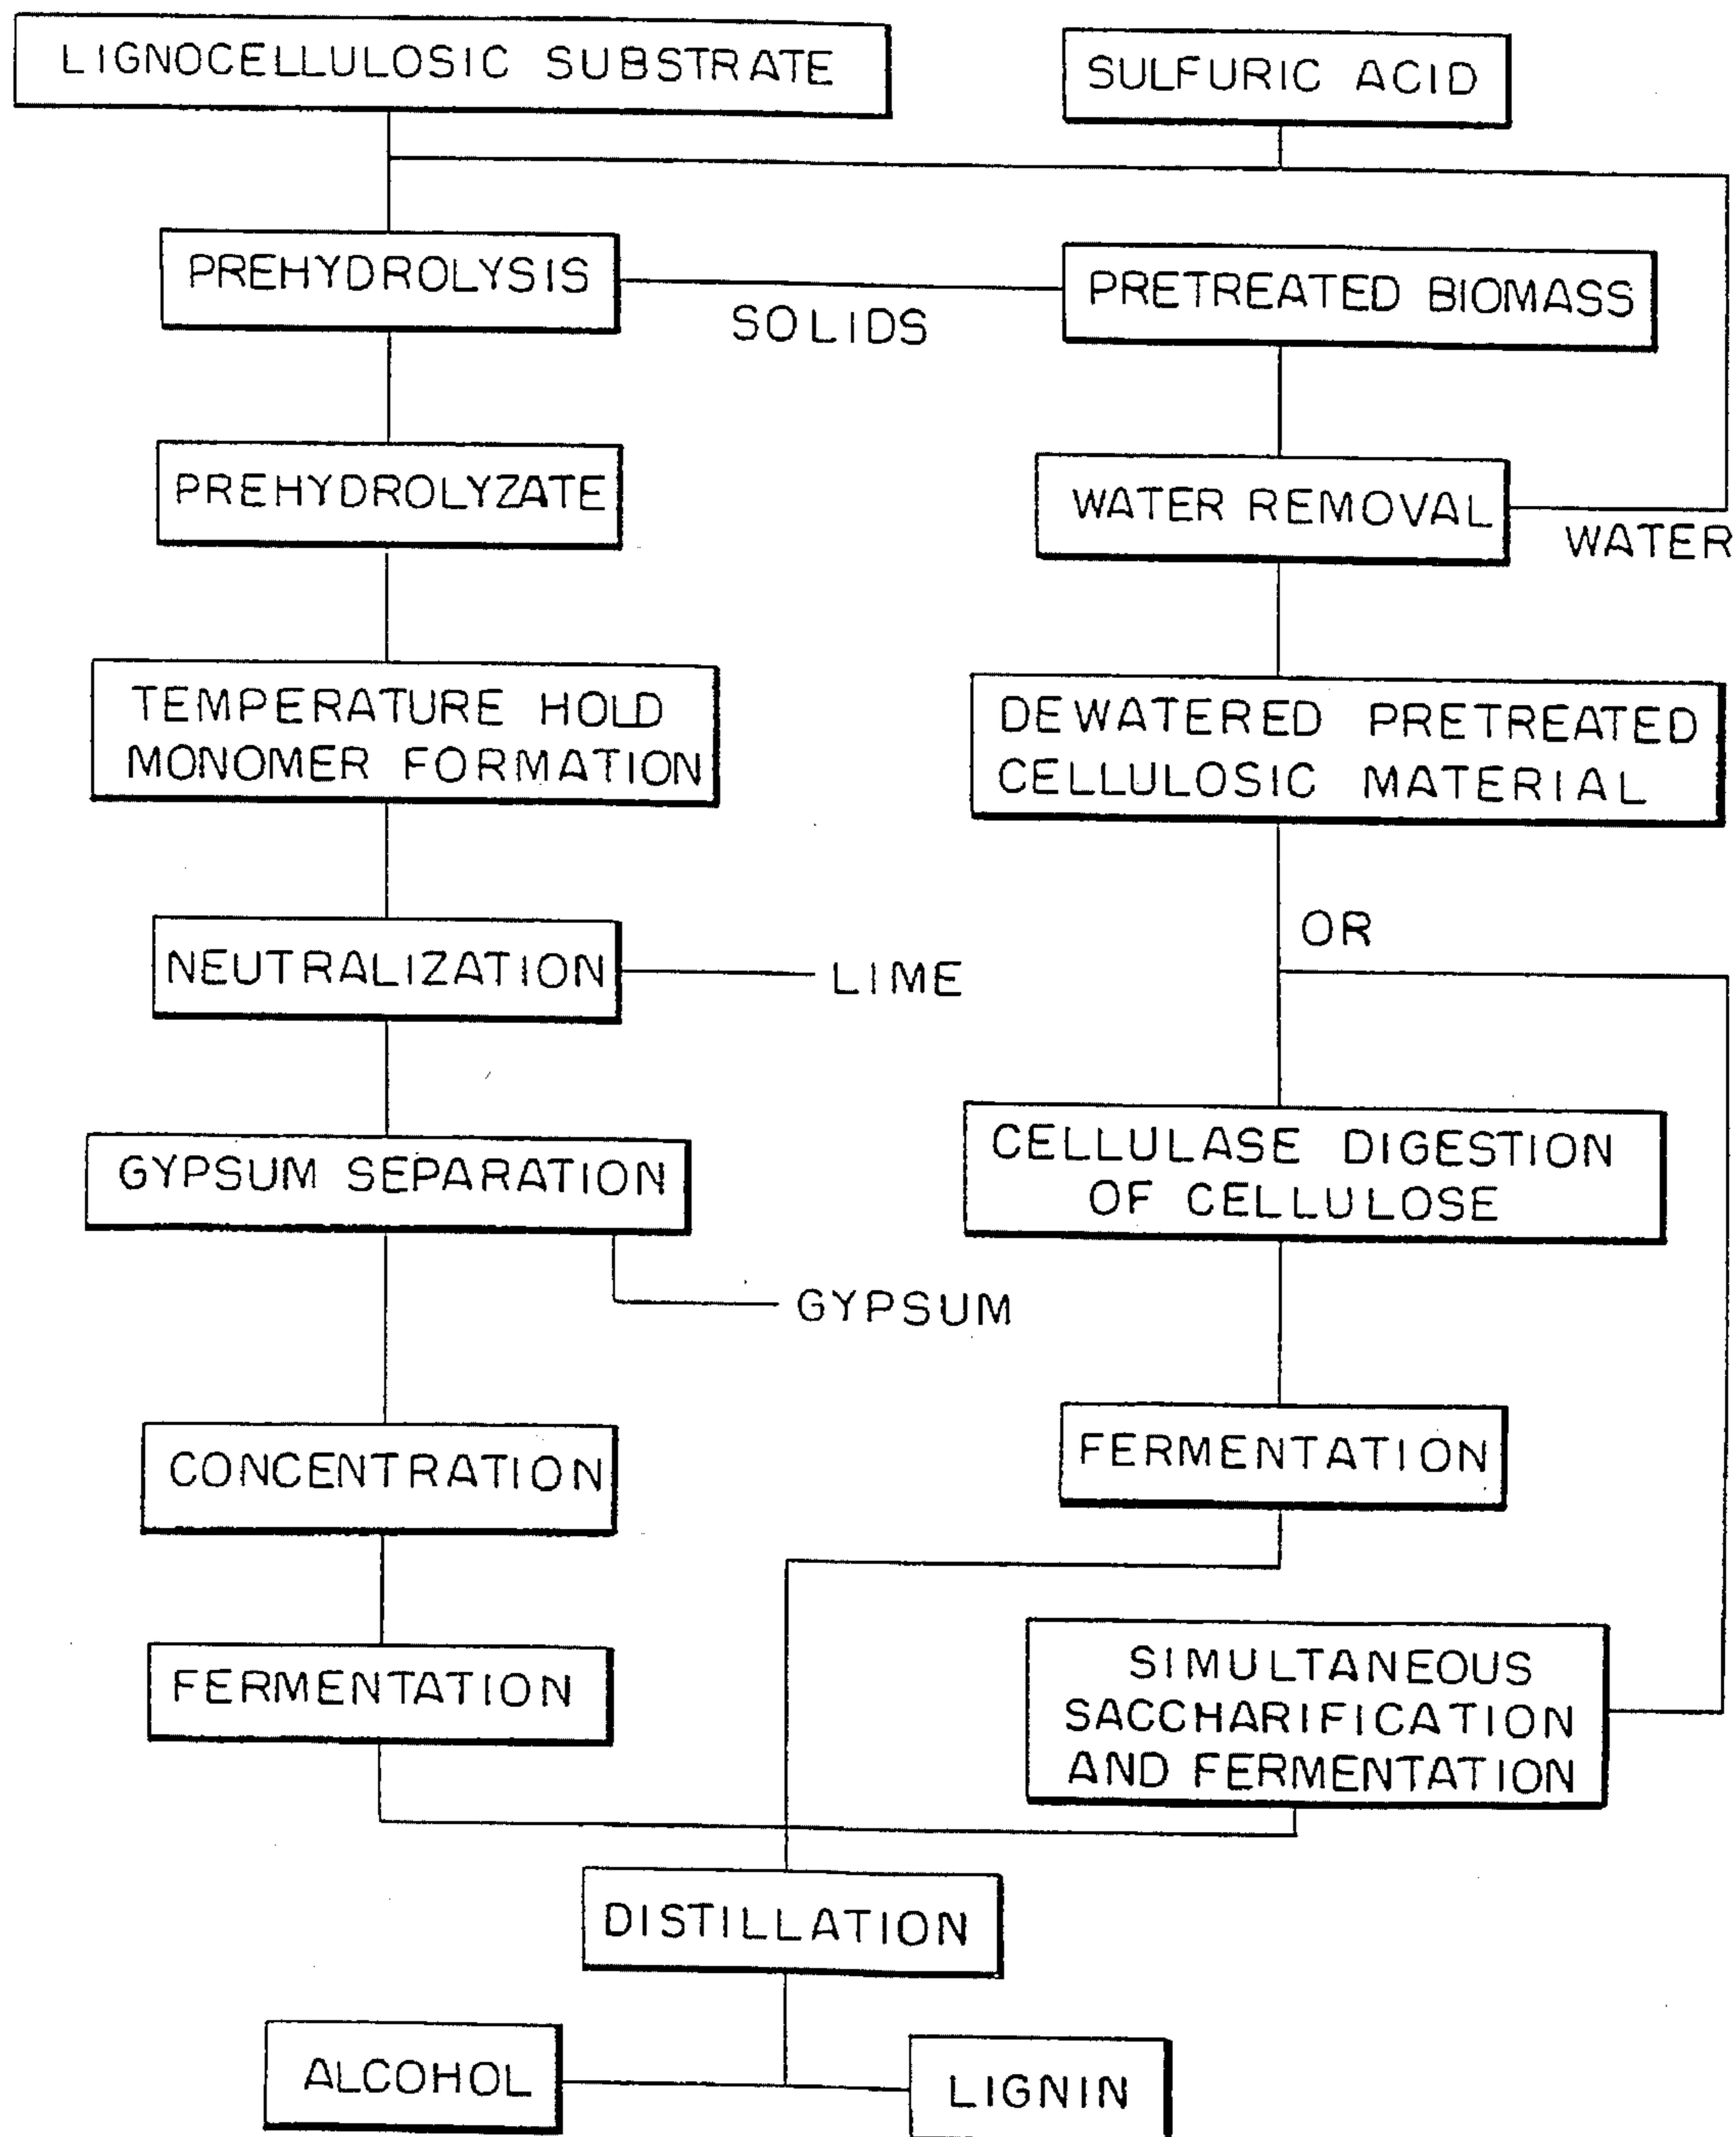 LIGNOCELLULOSIC SUBSTRATE
SULFURIC ACID
PREHYDROLYSIS
SOLIDS
PRETREATED BIOMASS
PREHYDROLYZATE
WATER REMOVAL
WATER
TEMPERATURE HOLD
MONOMER FORMATION
DEWATERED PRETREATED
CELLULOSIC MATERIAL
OR
NEUTRALIZATION
LIME
GYPSUM SEPARATION
GYPSUM
CELLULASE DIGESTION
OF CELLULOSE
CONCENTRATION
FERMENTATION
FERMENTATION
SIMULTANEOUS
SACCHARIFICATION
AND FERMENTATION
DISTILLATION
ALCOHOL
LIGNIN